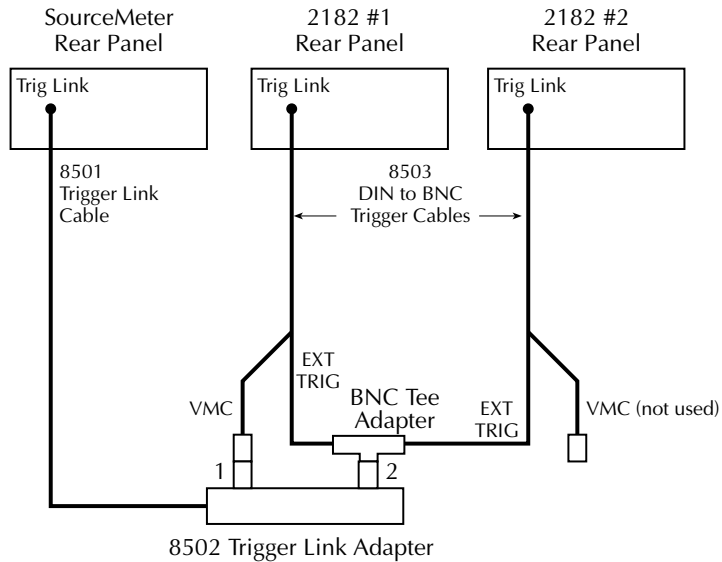 SourceMeter
Rear Panel
2182 #1
Rear Panel
2182 #2
Rear Panel
Trig Link
Trig Link
Trig Link
8501
Trigger Link
Cable
8503
DIN to BNC
Trigger Cables
EXT
TRIG
VMC
BNC Tee
Adapter
EXT
TRIG
VMC (not used)
1
2
8502 Trigger Link Adapter